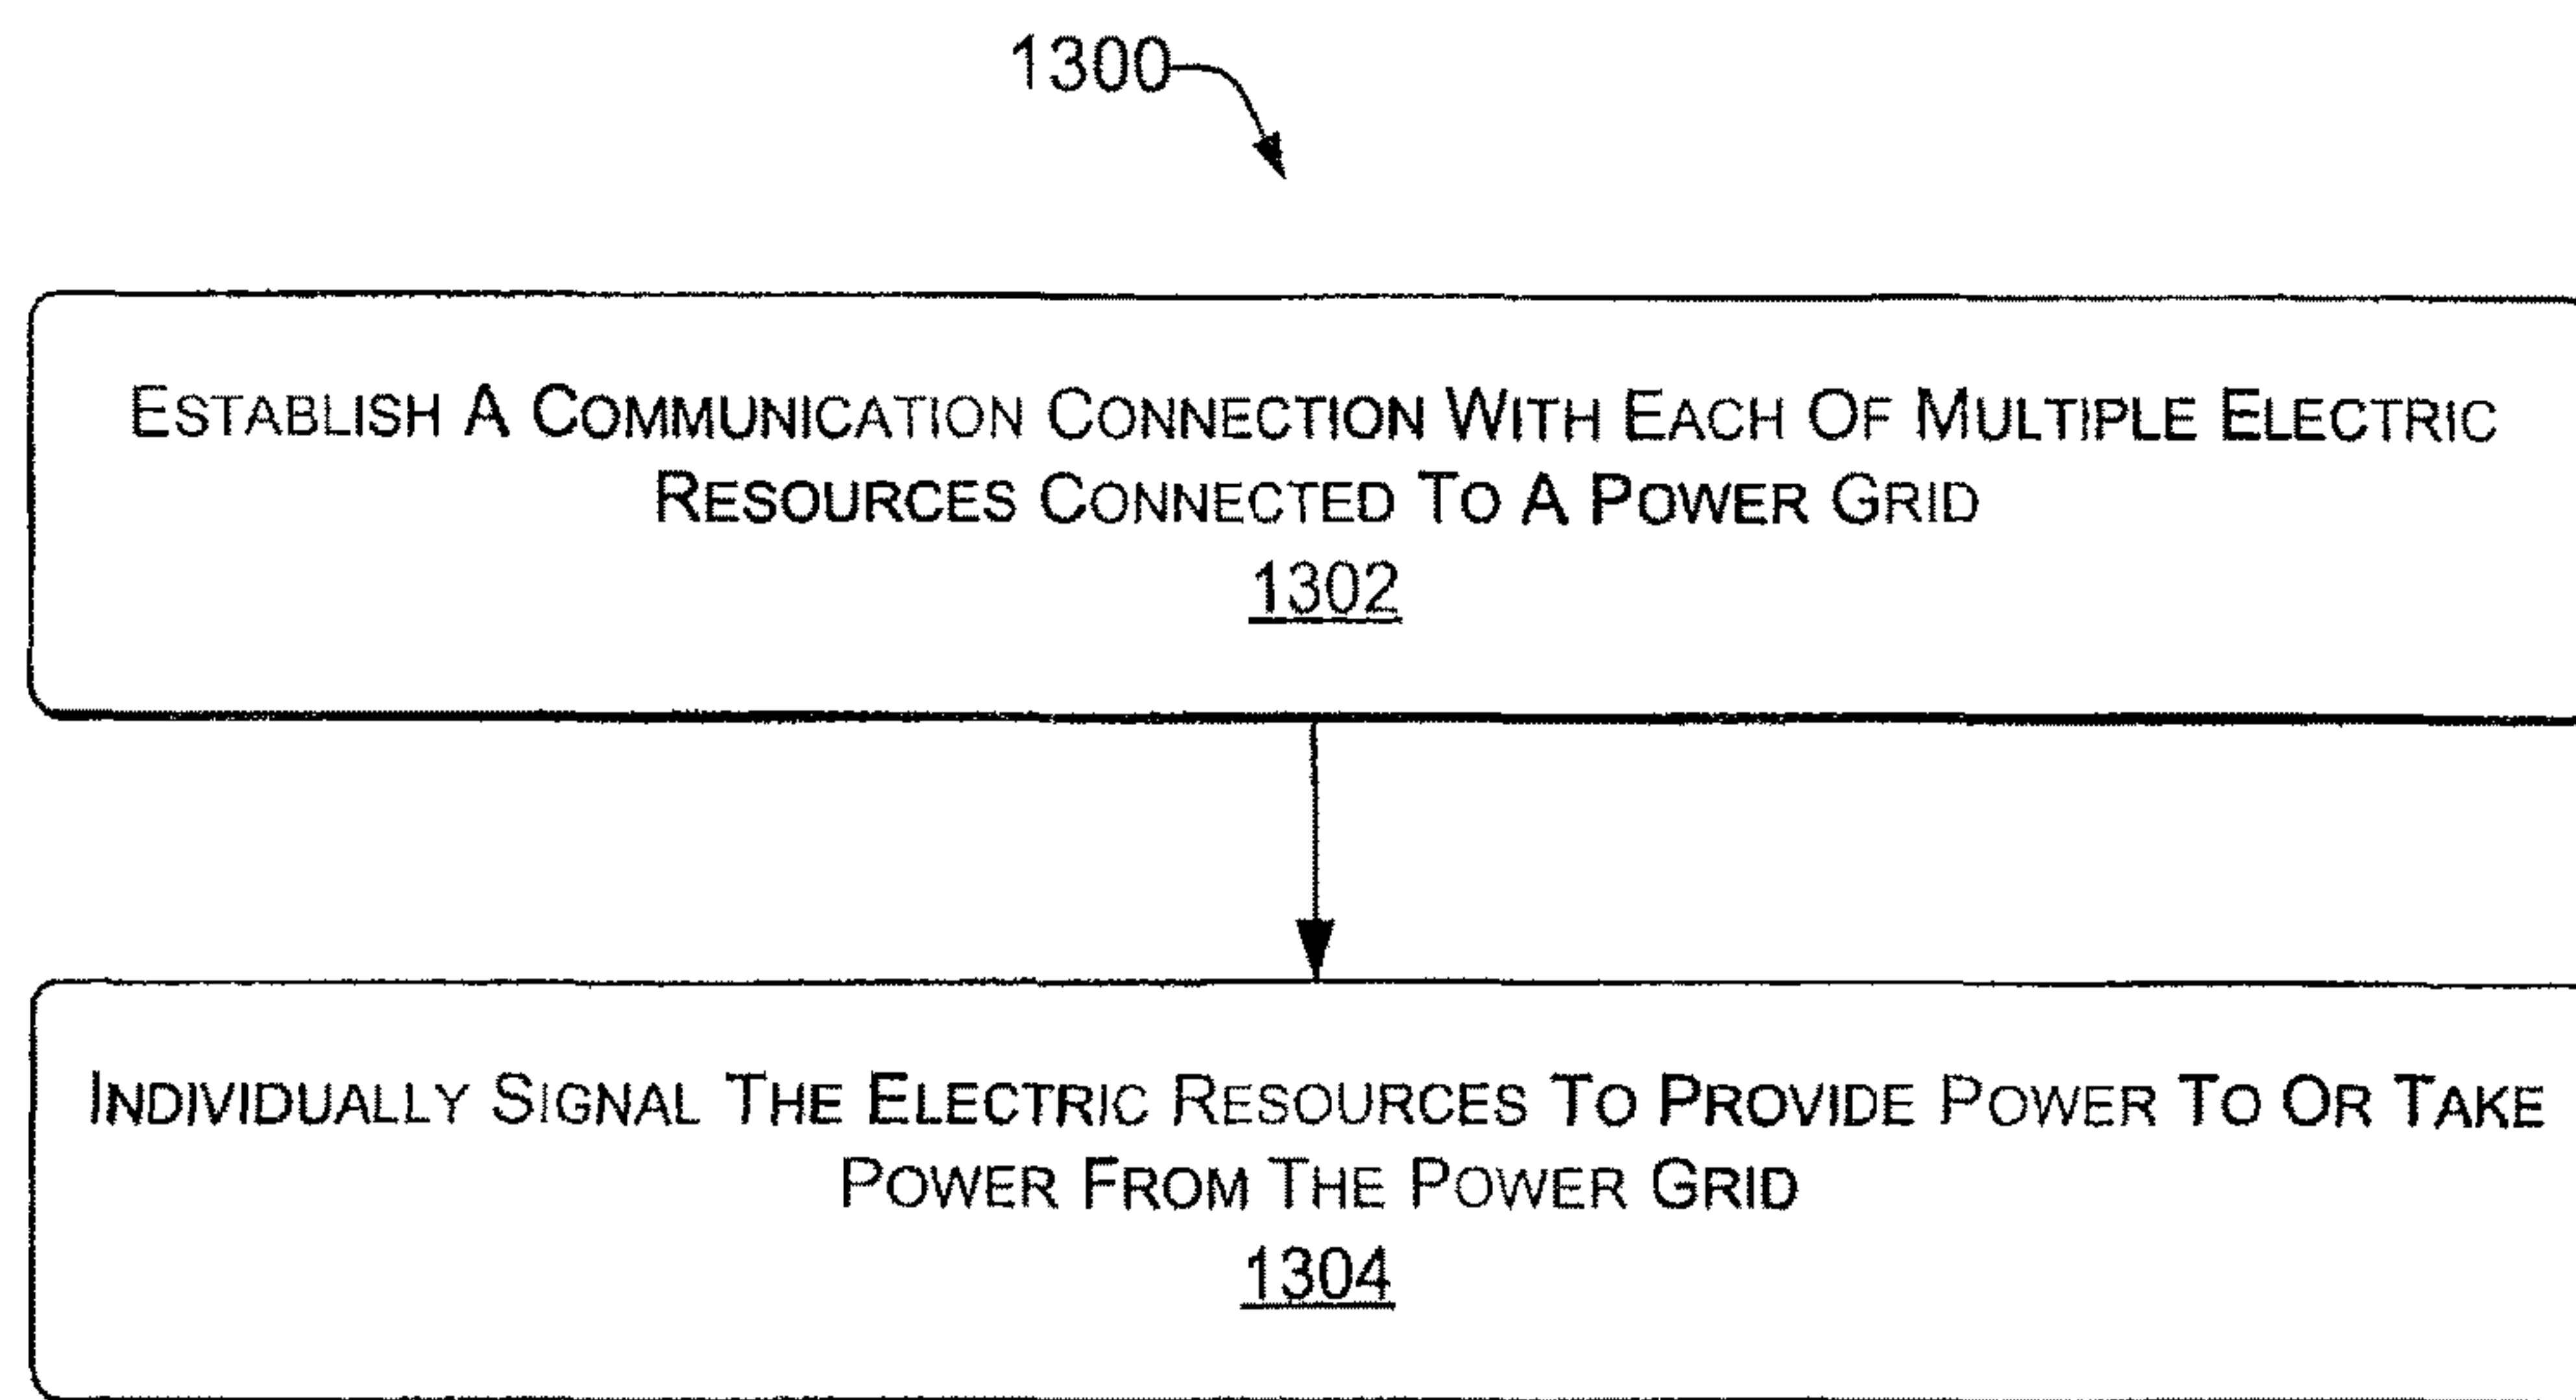 1300
ESTABLISH A COMMUNICATION CONNECTION WITH EACH OF MULTIPLE ELECTRIC
RESOURCES CONNECTED TO A POWER GRID
1302
INDIVIDUALLY SIGNAL THE ELECTRIC RESOURCES TO PROVIDE POWER TO OR TAKE
POWER FROM THE POWER GRID
1304